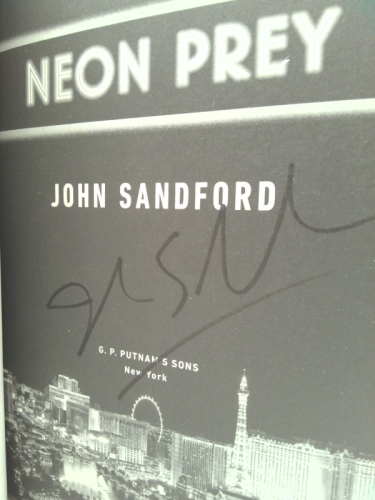 NEON PREY
JOHN SANDFORD
G. P. PUTNAM'S SONS
New York